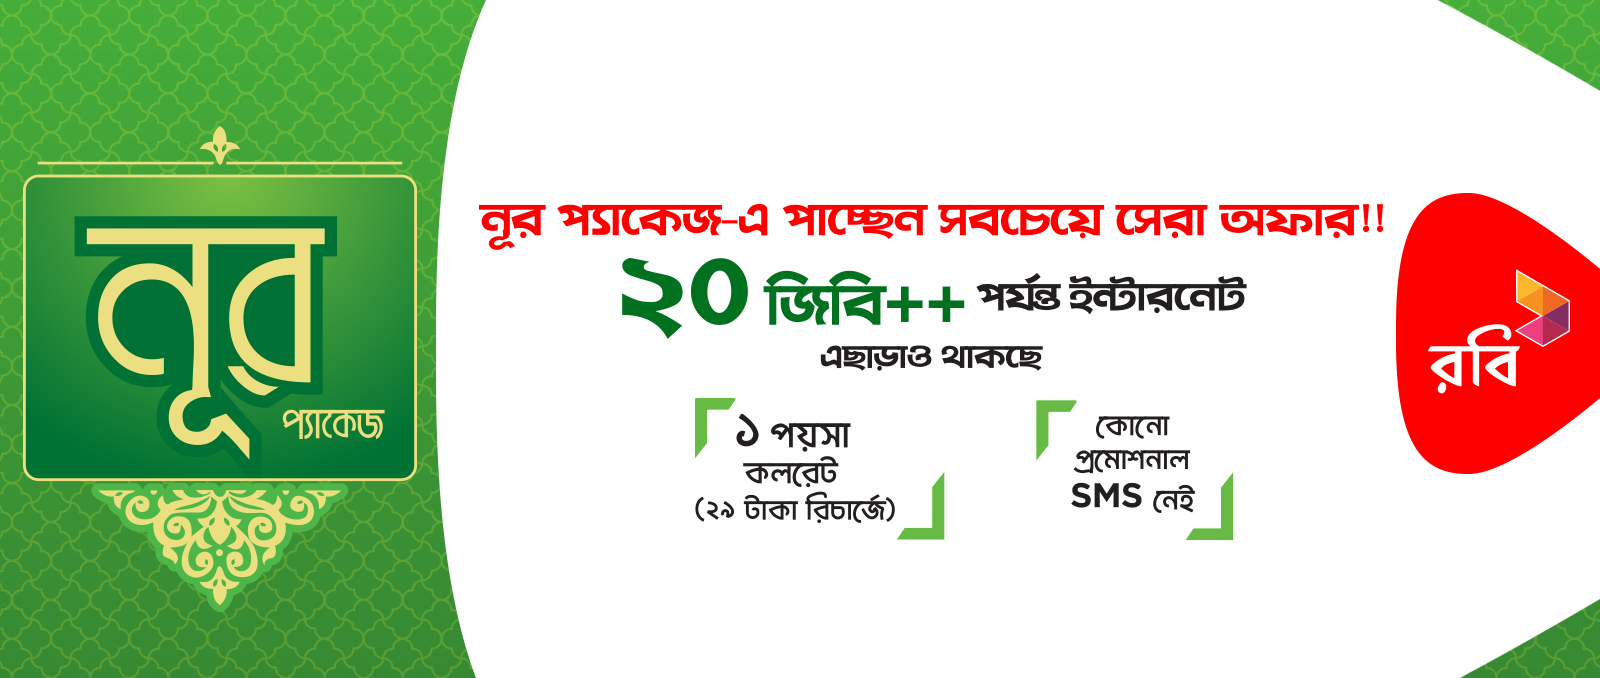 নূর
প্যাকেজ
নূর প্যাকেজ-এ পাচ্ছেন সবচেয়ে সেরা অফার!!
২০ জিবি++ পর্যন্ত ইন্টারনেট
এছাড়াও থাকছে
১ পয়সা
কলরেট
(২৯ টাকা রিচার্জে)
কোনো
প্রমোশনাল
SMS নেই
রবি